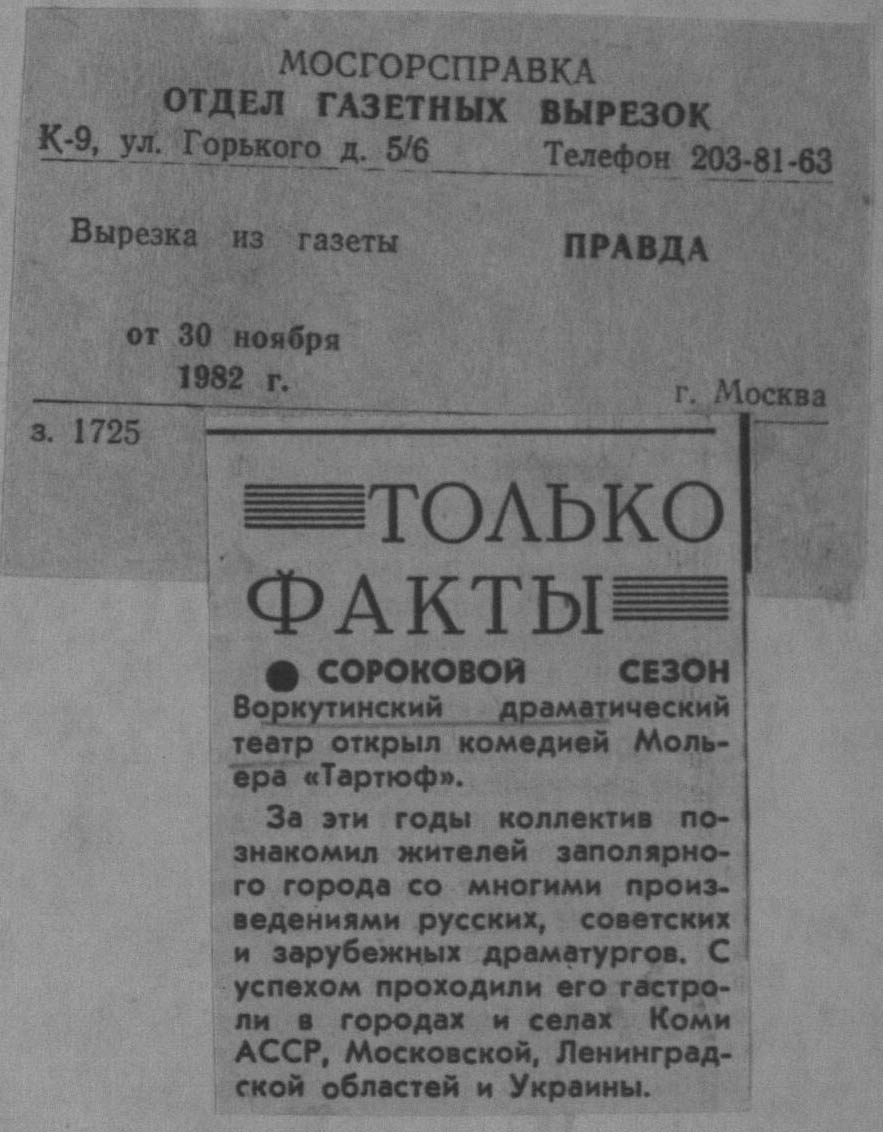 МОСГОРСПРАВКА
ОТДЕЛ ГАЗЕТНЫХ ВЫРЕЗОК
К-9, ул. Горького д. 5/6 Телефон 203-81-63
Вырезка из газеты ПРАВДА
от 30 ноября
1982 г.
г. Москва
з. 1725
ТОЛЬКО
ФАКТЫ
● СОРОКОВОЙ СЕЗОН
Воркутинский драматический
театр открыл комедией Моль-
ера «Тартюф».
За эти годы коллектив по-
знакомил жителей заполярно-
го города со многими произ-
ведениями русских, советских
и зарубежных драматургов. С
успехом проходили его гастро-
ли в городах и селах Коми
АССР, Московской, Ленинград-
ской областей и Украины.